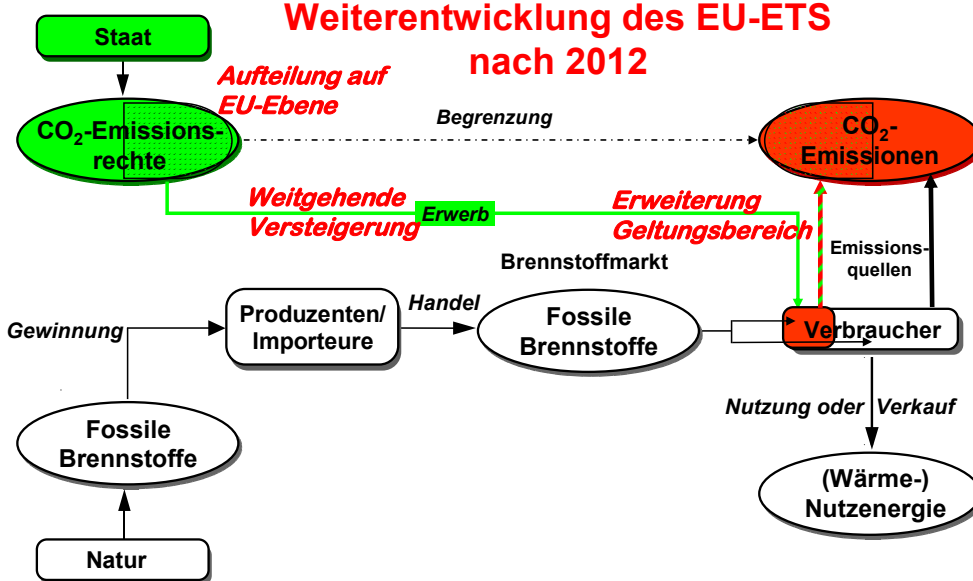 Weiterentwicklung des EU-ETS
nach 2012
Staat
Aufteilung auf
EU-Ebene
CO₂-Emissions-
rechte
Begrenzung
CO₂-
Emissionen
Weitgehende
Versteigerung
Erwerb
Erweiterung
Geltungsbereich
Emissions-
quellen
Brennstoffmarkt
Gewinnung
Produzenten/
Importeure
Handel
Fossile
Brennstoffe
Verbraucher
Nutzung oder Verkauf
Fossile
Brennstoffe
(Wärme-)
Nutzenergie
Natur